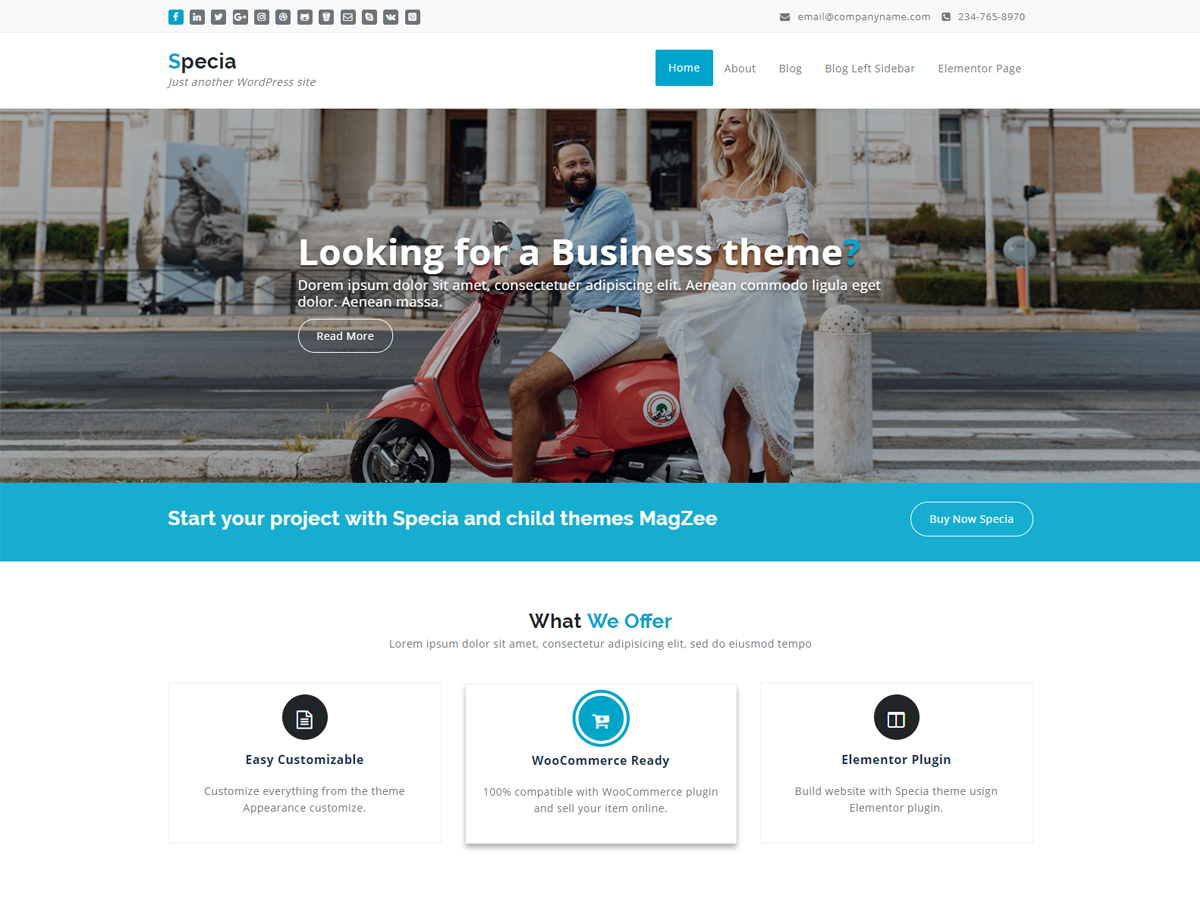 email@companyname.com 234-765-8970
Specia
Just another WordPress site
Home About Blog Blog Left Sidebar Elementor Page
Looking for a Business theme?
Dorem ipsum dolor sit amet, consectetuer adipiscing elit. Aenean commodo ligula eget
dolor. Aenean massa.
Read More
Start your project with Specia and child themes MagZee
Buy Now Specia
What We Offer
Lorem ipsum dolor sit amet, consectetur adipisicing elit, sed do eiusmod tempo
Easy Customizable
Customize everything from the theme
Appearance customize.
WooCommerce Ready
100% compatible with WooCommerce plugin
and sell your item online.
Elementor Plugin
Build website with Specia theme usign
Elementor plugin.